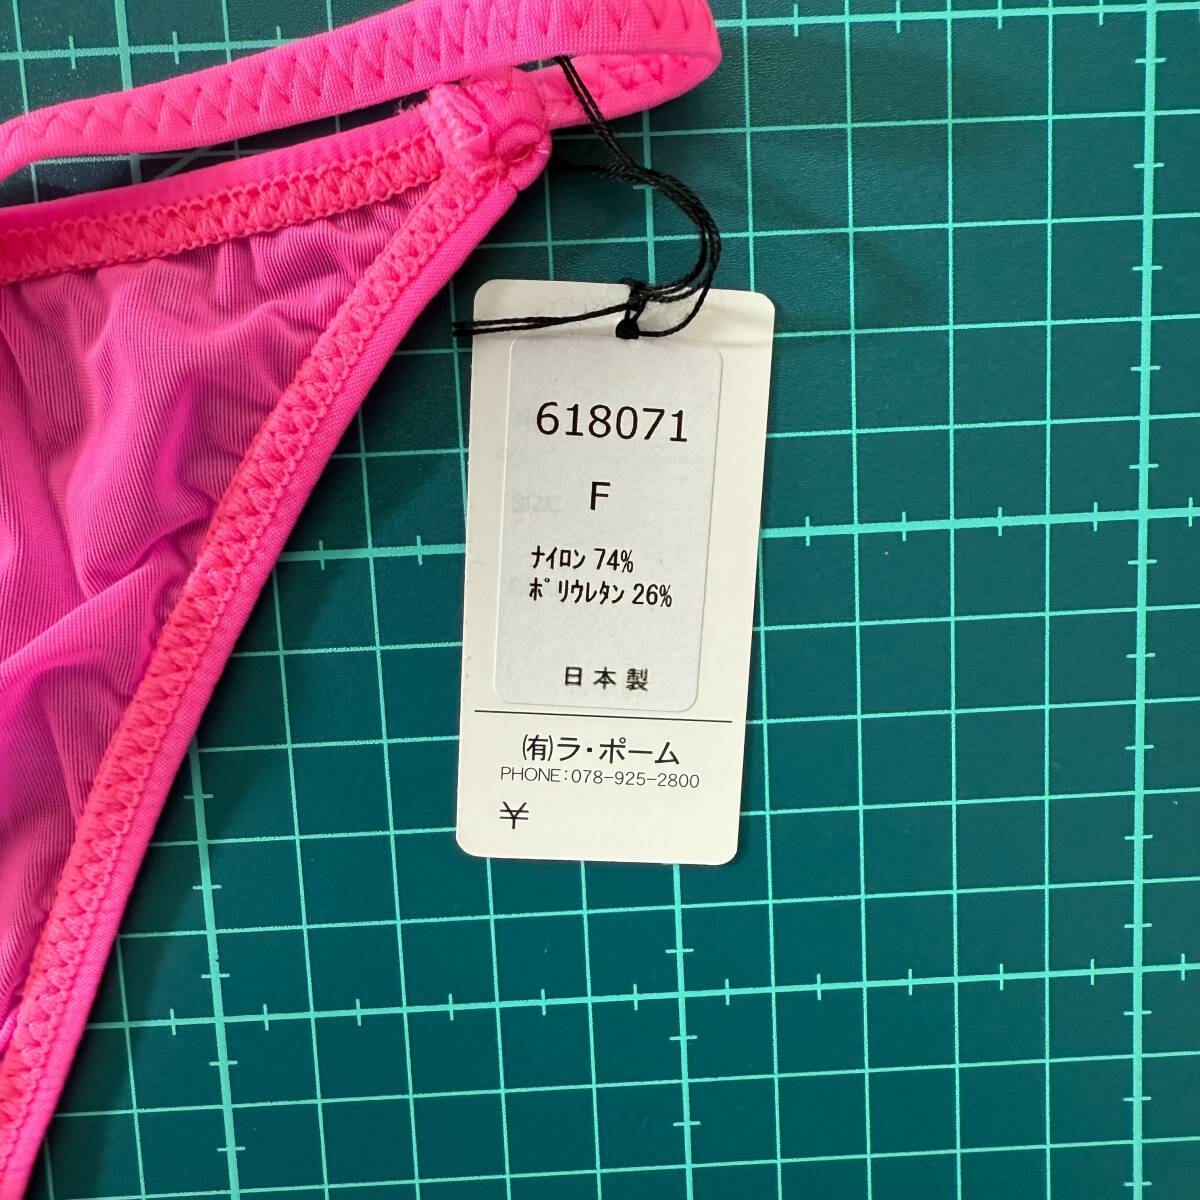 618071
F
ナイロン 74%
ポリウレタン 26%
日本製
(有)ラ・ポーム
PHONE:078-925-2800
¥